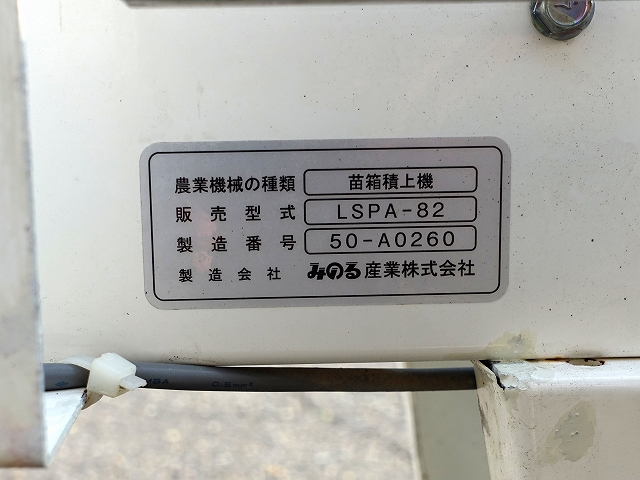 農業機械の種類 苗箱積上機
販売型式 LSPA-82
製造番号 50-A0260
製造会社 みのる産業株式会社